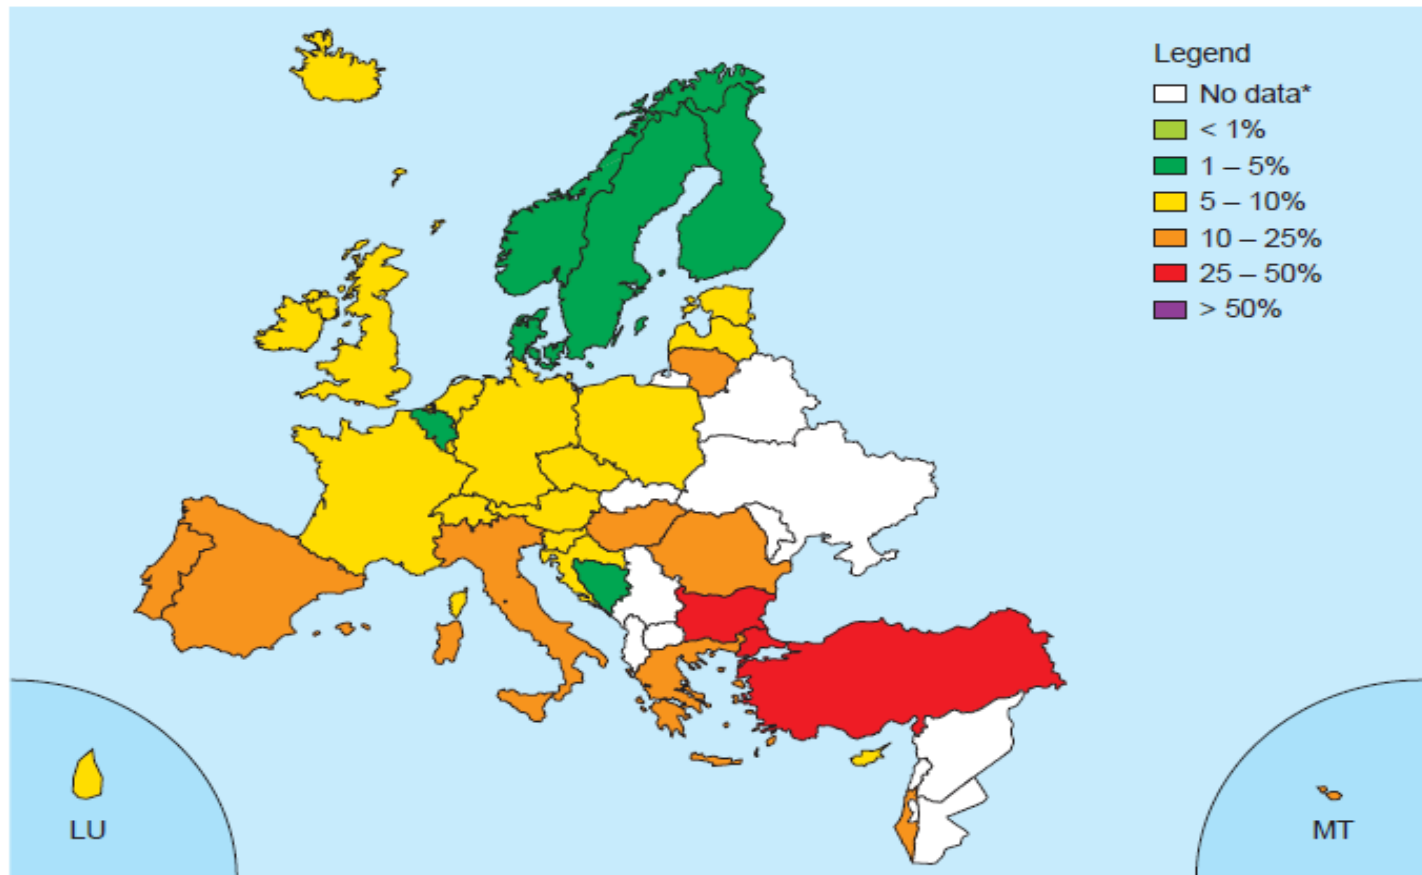 Legend
No data*
< 1%
1 – 5%
5 – 10%
10 – 25%
25 – 50%
> 50%
LU
MT